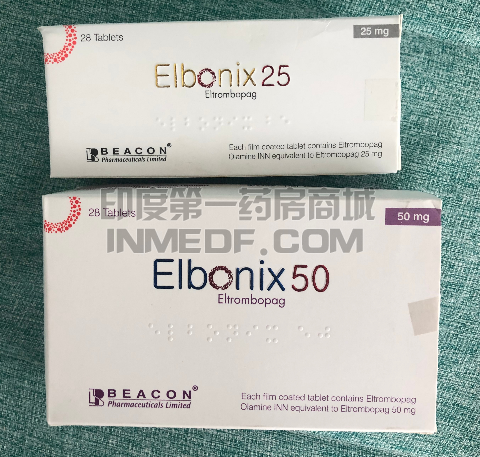 28 Tablets
25 mg
Elbonix 25
Eltrombopag
BEACON®
Pharmaceuticals Limited
Each film coated tablet contains Eltrombopag
Olamine INN equivalent to Eltrombopag 25 mg
印度第一药房商城
INMEDF.COM
28 Tablets
50 mg
Elbonix 50
Eltrombopag
BEACON®
Pharmaceuticals Limited
Each film coated tablet contains Eltrombopag
Olamine INN equivalent to Eltrombopag 50 mg